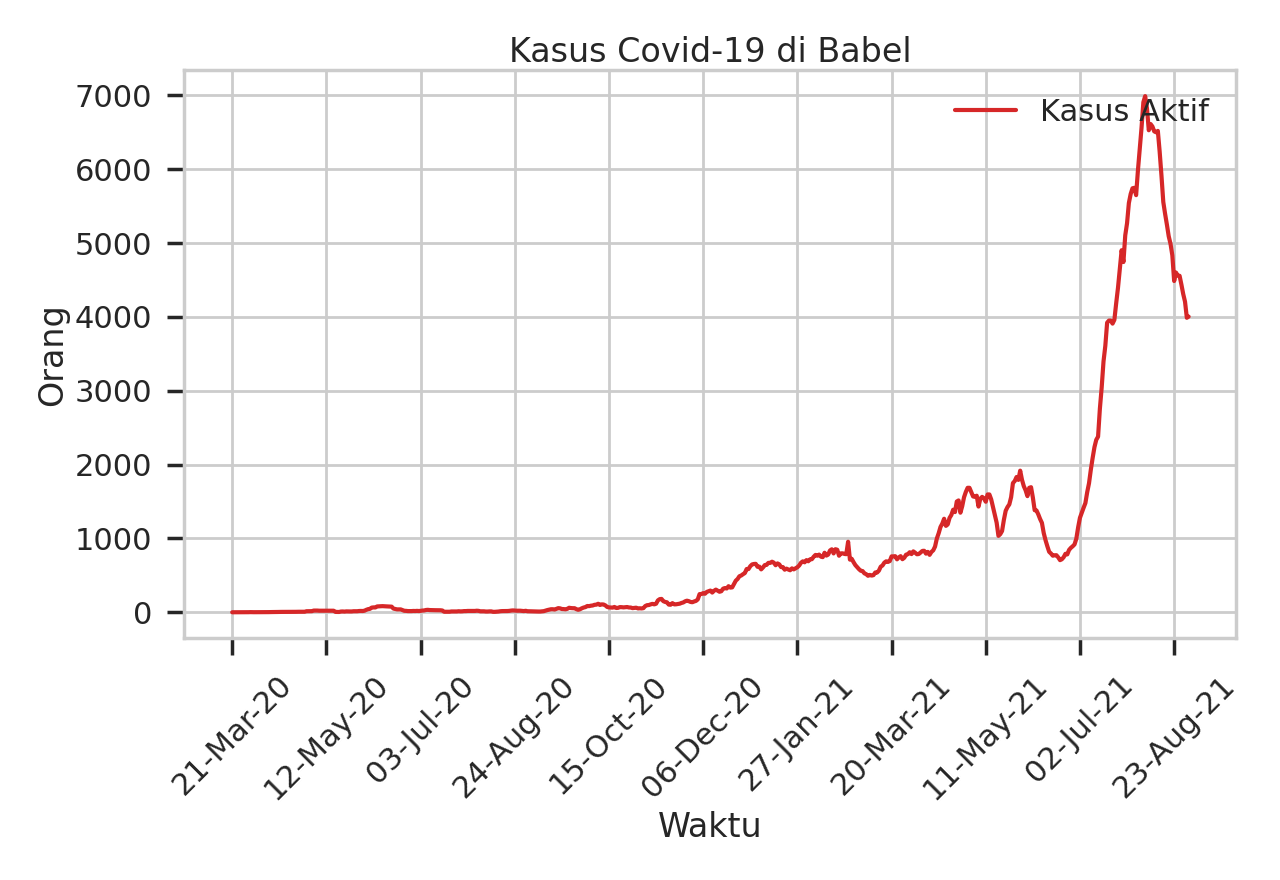 Kasus Covid-19 di Babel
Kasus Aktif
7000
6000
5000
4000
3000
2000
1000
0
Orang
21-Mar-20
12-May-20
03-Jul-20
24-Aug-20
15-Oct-20
06-Dec-20
27-Jan-21
20-Mar-21
11-May-21
02-Jul-21
23-Aug-21
Waktu